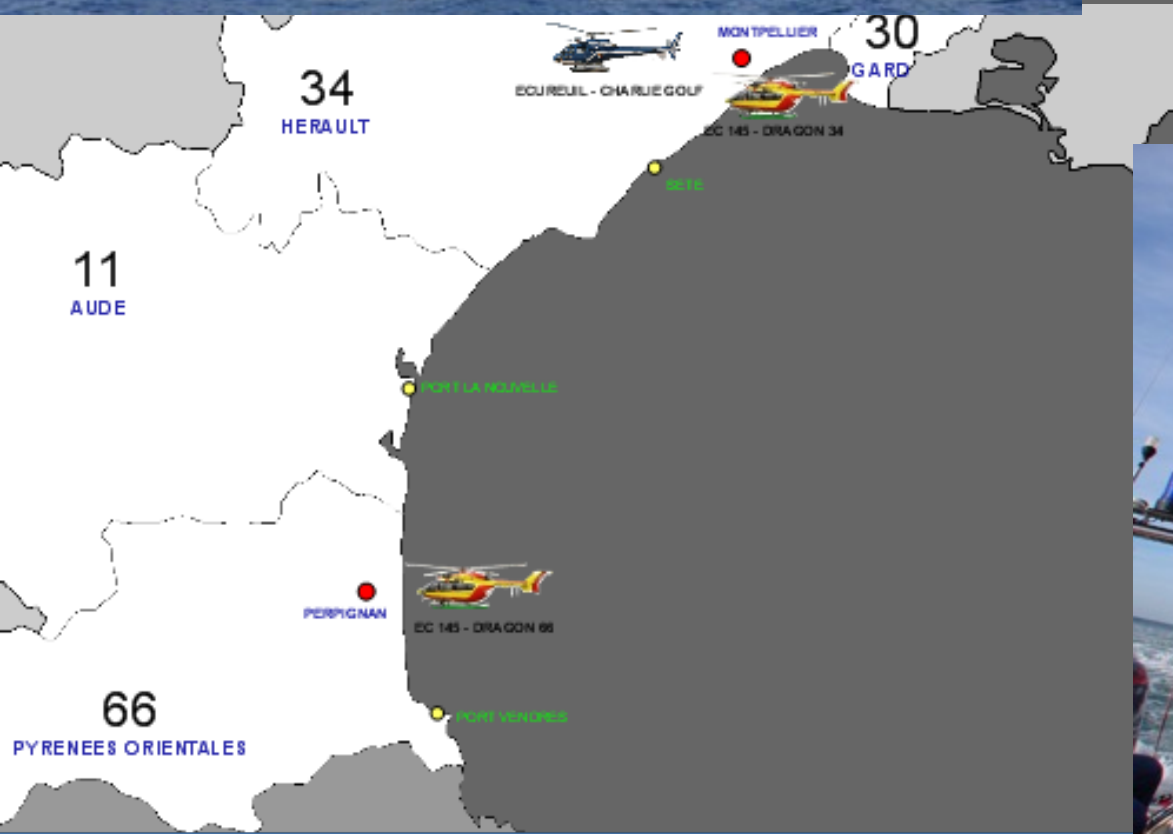 MONTPELLIER
30
GARD
34
HERAULT
ECUREUIL - CHARLIE GOLF
EC 145 - DRAGON 34
SETE
11
AUDE
PORT LA NOUVELLE
PERPIGNAN
EC 145 - DRAGON 66
66
PYRENEES ORIENTALES
PORT VENDRES